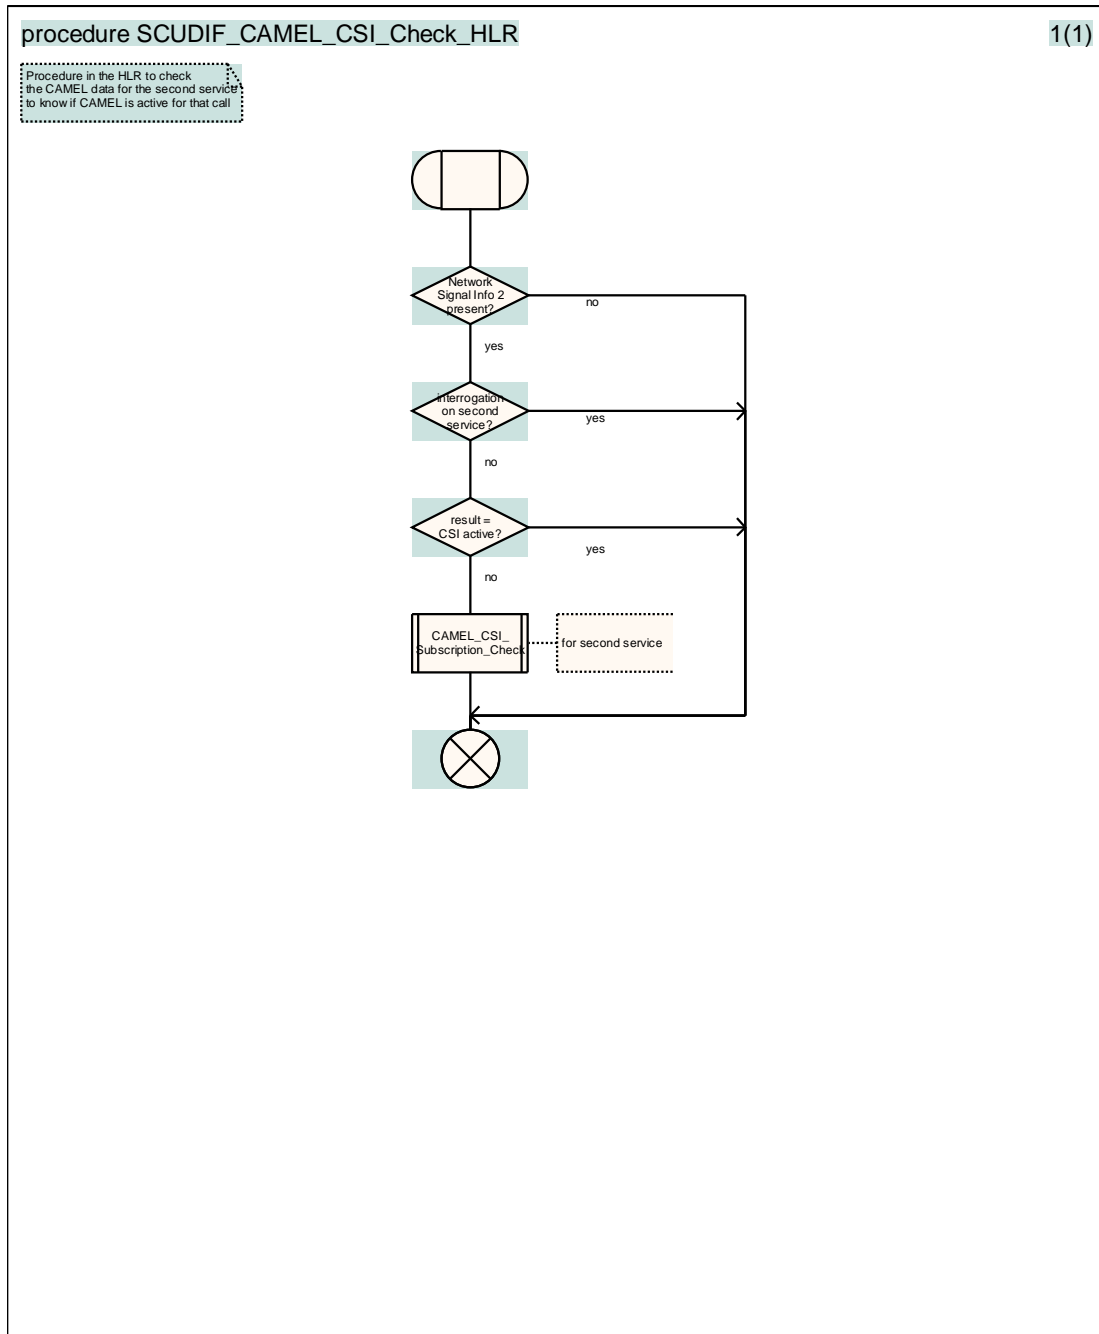 procedure SCUDIF_CAMEL_CSI_Check_HLR
1(1)
Procedure in the HLR to check
the CAMEL data for the second service
to know if CAMEL is active for that call
Network
Signal Info 2
present?
no
yes
interrogation
on second
service?
yes
no
result =
CSI active?
yes
no
CAMEL_CSI_
Subscription_Check
for second service